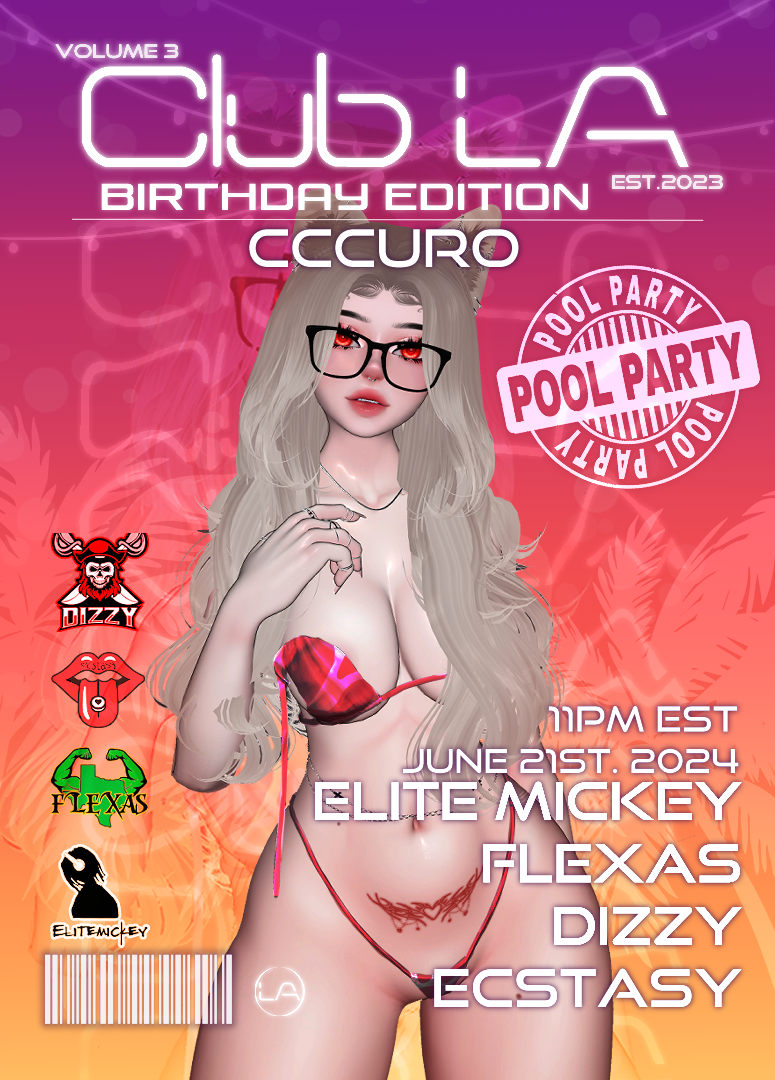 VOLUME 3
Club LA
EST.2023
BIRTHDAY EDITION
CCCURO
POOL PARTY
POOL PARTY
POOL PARTY
DIZZY
FLEXAS
ELITEMICKEY
11PM EST
JUNE 21ST. 2024
ELITE MICKEY
FLEXAS
DIZZY
ECSTASY
LA